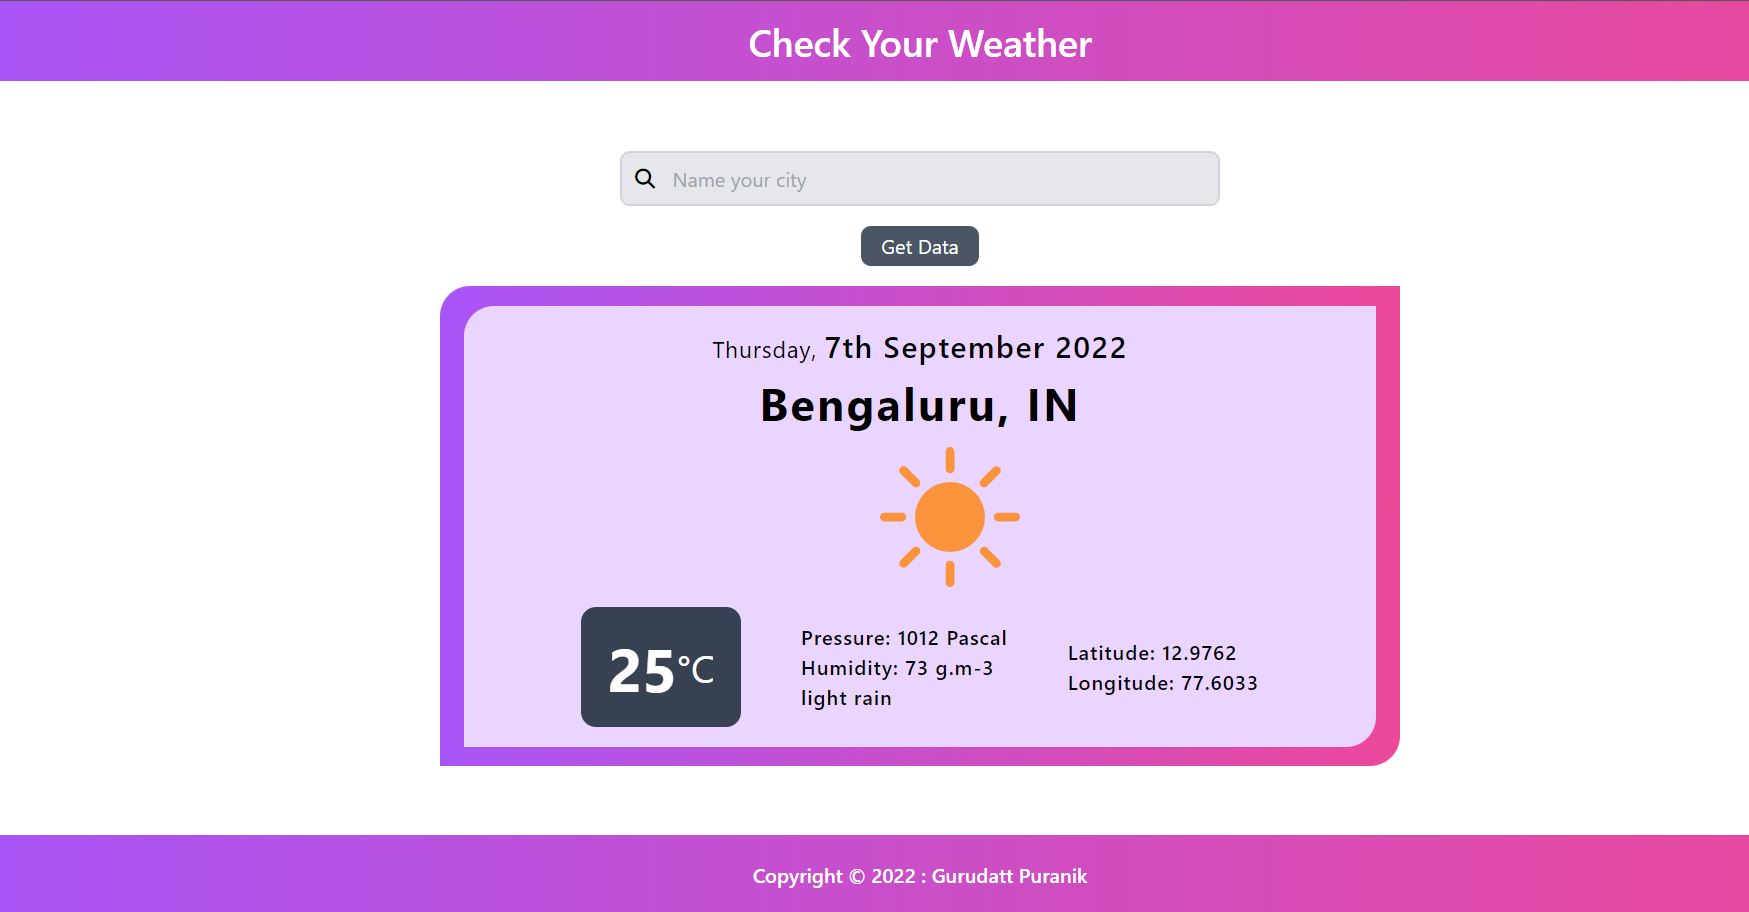 Check Your Weather
Name your city
Get Data
Thursday, 7th September 2022
Bengaluru, IN
25°C
Pressure: 1012 Pascal
Humidity: 73 g.m-3
light rain
Latitude: 12.9762
Longitude: 77.6033
Copyright © 2022 : Gurudatt Puranik